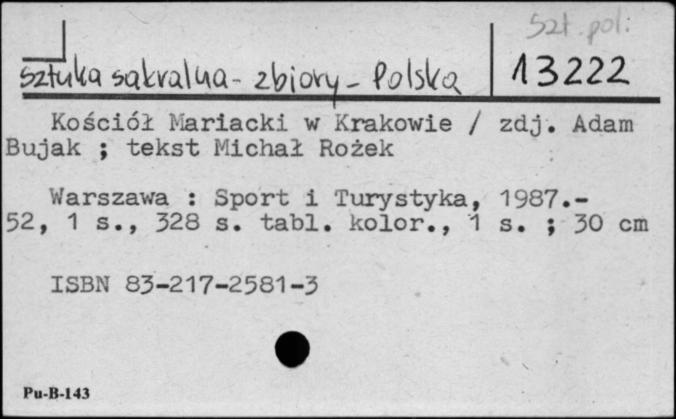 Szt. pol.
Sztuka sakralna - zbiory - Polska
13222
Kościół Mariacki w Krakowie / zdj. Adam
Bujak ; tekst Michał Rożek
Warszawa : Sport i Turystyka, 1987.-
52, 1 s., 328 s. tabl. kolor., 1 s. ; 30 cm
ISBN 83-217-2581-3
Pu-B-143